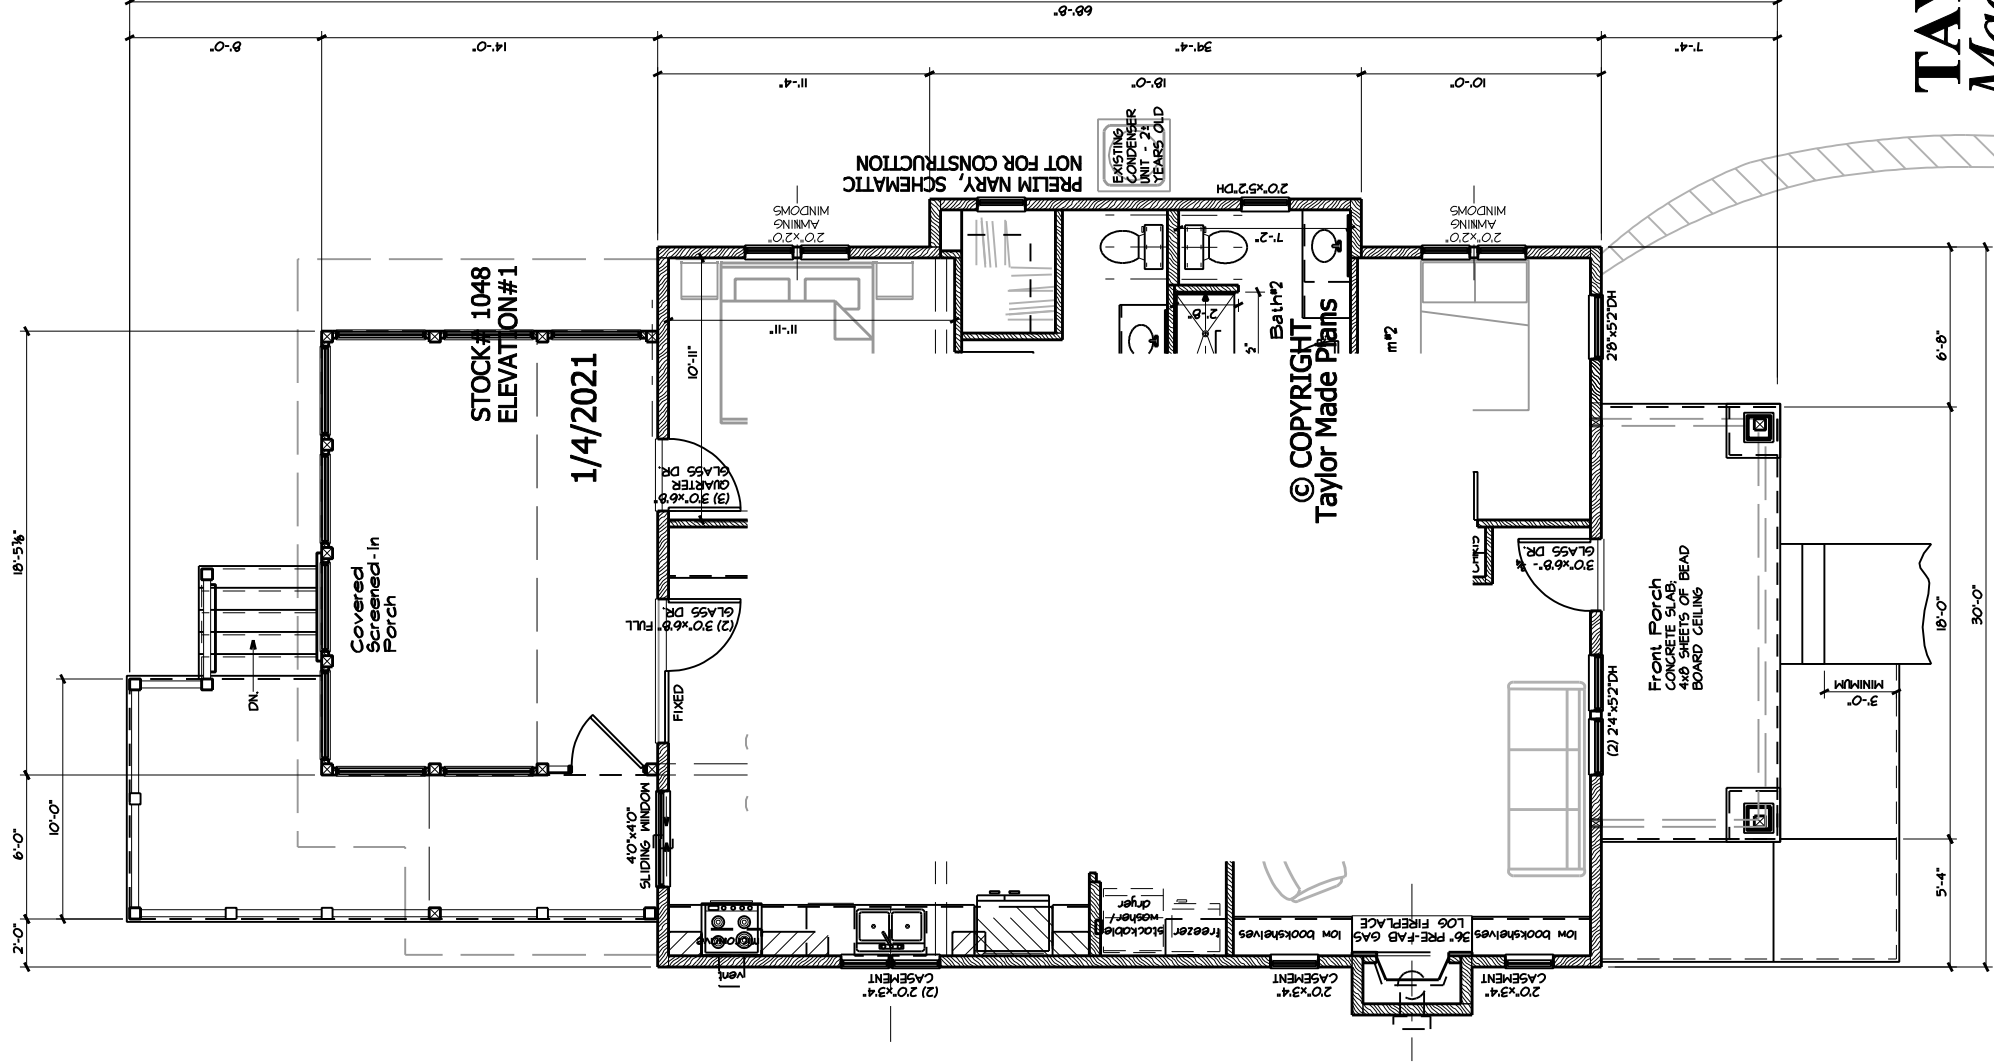 68'-8"
8'-0"
14'-0"
39'-4"
7'-4"
11'-4"
18'-0"
10'-0"
TAY
PRELIM NARY, SCHEMATIC
NOT FOR CONSTRUCTION
EXISTING
CONDENSER
UNIT - 2±
YEARS OLD
2'0"x2'0"
AWNING
WINDOWS
2'0"x5'2"DH
2'0"x2'0"
AWNING
WINDOWS
STOCK# 1048
ELEVATION#1
1/4/2021
11'-11"
10'-11"
7'-2"
2'-8"
Bath#2
m#2
© COPYRIGHT
Taylor Made Plans
2'8"x5'2"DH
6'-8"
18'-0"
30'-0"
5'-4"
(3) 3'0"x6'8"
QUARTER
GLASS DR.
(2) 3'0"x6'8" FULL
GLASS DR.
FIXED
Covered
Screened-In
Porch
DN.
18'-5⅛"
10'-0"
6'-0"
2'-0"
4'0"x4'0"
SLIDING WINDOW
3'0"x6'8" - ¾
GLASS DR.
Front Porch
CONCRETE SLAB;
4x8 SHEETS OF BEAD
BOARD CEILING
(2) 2'4"x5'2"DH
3'-0"
MINIMUM
microwave
vent
(2) 2'0"x3'4"
CASEMENT
stackable
washer/
dryer
freezer
low bookshelves
36" PRE-FAB GAS
LOG FIREPLACE
low bookshelves
2'0"x3'4"
CASEMENT
2'0"x3'4"
CASEMENT